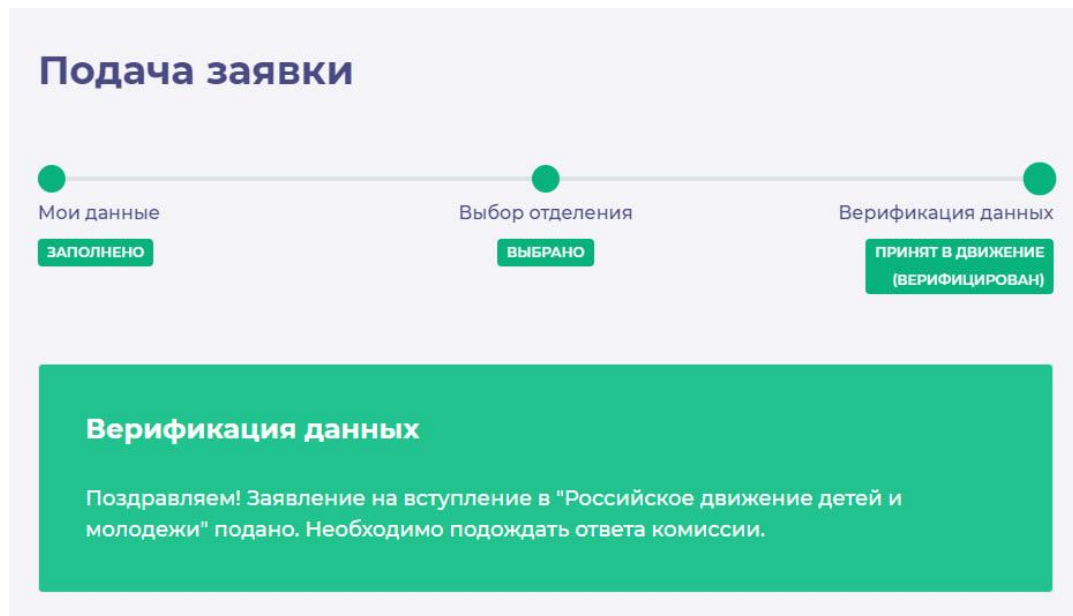 Подача заявки
Мои данные
Выбор отделения
Верификация данных
ЗАПОЛНЕНО
ВЫБРАНО
ПРИНЯТ В ДВИЖЕНИЕ
(ВЕРИФИЦИРОВАН)
Верификация данных
Поздравляем! Заявление на вступление в "Российское движение детей и
молодежи" подано. Необходимо подождать ответа комиссии.